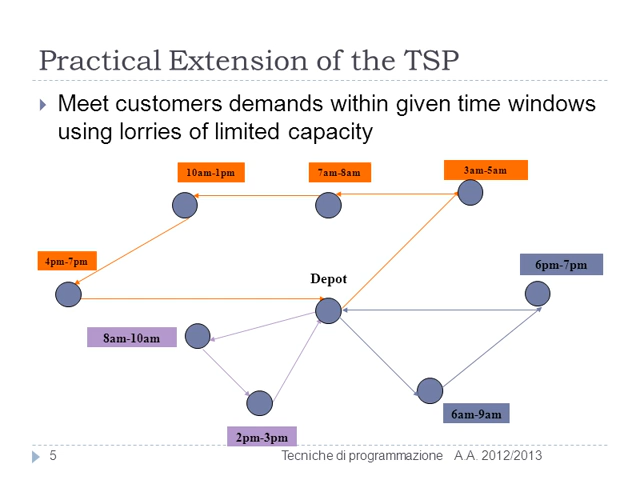 Practical Extension of the TSP
Meet customers demands within given time windows
using lorries of limited capacity
10am-1pm
7am-8am
3am-5am
4pm-7pm
6pm-7pm
Depot
8am-10am
6am-9am
2pm-3pm
5
Tecniche di programmazione A.A. 2012/2013